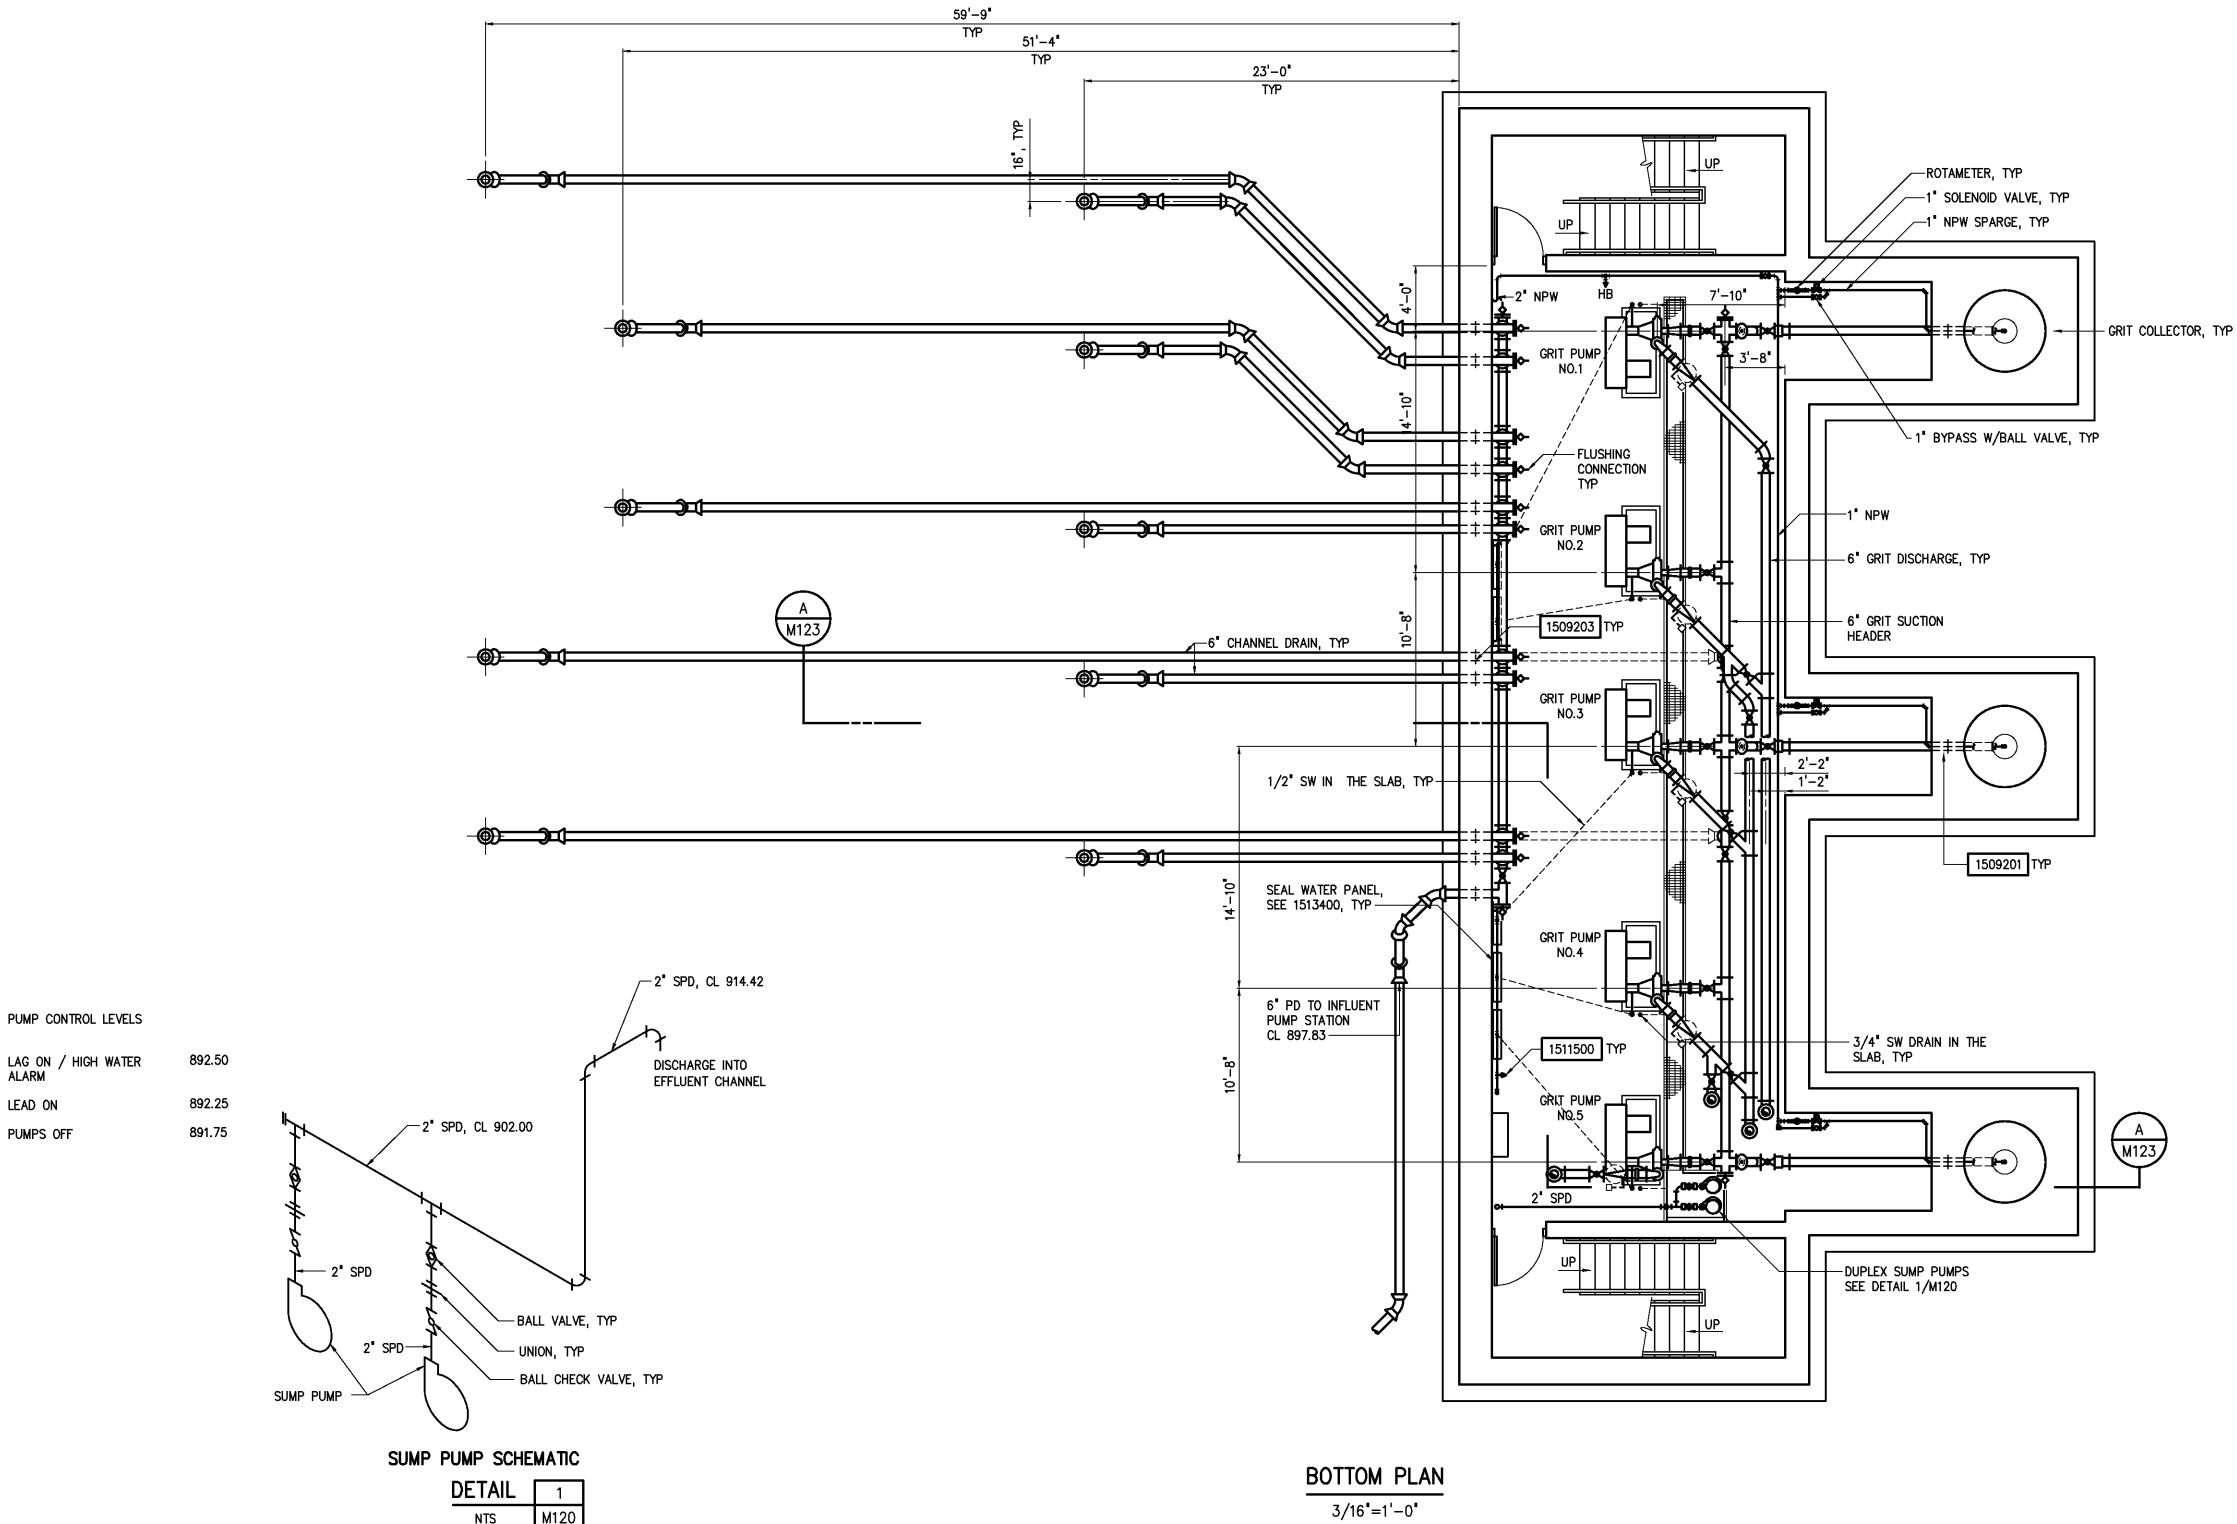 59'-9"
TYP
51'-4"
TYP
23'-0"
TYP
16", TYP
UP
UP
ROTAMETER, TYP
1" SOLENOID VALVE, TYP
1" NPW SPARGE, TYP
4'-0"
2" NPW
HB
7'-10"
GRIT COLLECTOR, TYP
GRIT PUMP
NO.1
3'-8"
14'-10"
1" BYPASS W/BALL VALVE, TYP
FLUSHING
CONNECTION
TYP
1" NPW
GRIT PUMP
NO.2
6" GRIT DISCHARGE, TYP
A
M123
1509203 TYP
6" GRIT SUCTION
HEADER
10'-8"
6" CHANNEL DRAIN, TYP
GRIT PUMP
NO.3
1/2" SW IN THE SLAB, TYP
2'-2"
1'-2"
1509201 TYP
SEAL WATER PANEL,
SEE 1513400, TYP
14'-10"
GRIT PUMP
NO.4
6" PD TO INFLUENT
PUMP STATION
CL 897.83
1511500 TYP
3/4" SW DRAIN IN THE
SLAB, TYP
10'-8"
GRIT PUMP
NO.5
A
M123
2" SPD
UP
DUPLEX SUMP PUMPS
SEE DETAIL 1/M120
UP
PUMP CONTROL LEVELS
LAG ON / HIGH WATER 892.50
ALARM
LEAD ON 892.25
PUMPS OFF 891.75
2" SPD, CL 914.42
DISCHARGE INTO
EFFLUENT CHANNEL
2" SPD, CL 902.00
2" SPD
BALL VALVE, TYP
2" SPD
UNION, TYP
BALL CHECK VALVE, TYP
SUMP PUMP
SUMP PUMP SCHEMATIC
DETAIL 1
NTS M120
BOTTOM PLAN
3/16"=1'-0"